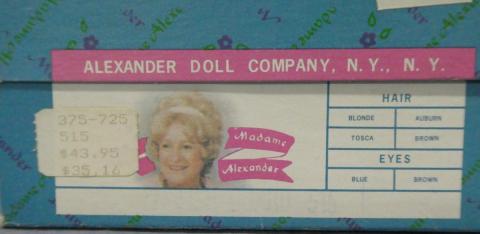 ALEXANDER DOLL COMPANY, N.Y., N.Y.
375-725
515
$43.95
$35.16
Madame
Alexander
HAIR
BLONDE AUBURN
TOSCA BROWN
EYES
BLUE BROWN